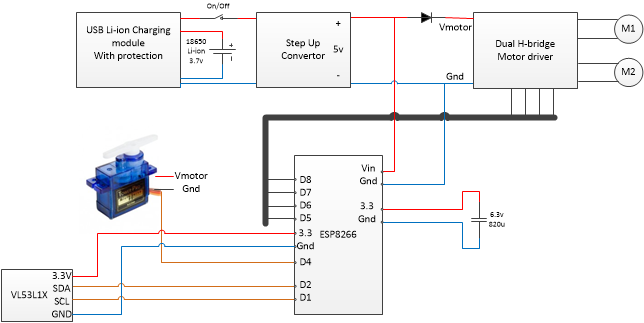 On/Off
USB Li-ion Charging
module
With protection
18650
Li-ion
3.7v
+
Step Up
Convertor
+
5v
-
Vmotor
Gnd
Dual H-bridge
Motor driver
M1
M2
Vmotor
Gnd
D8
D7
D6
D5
3.3
Gnd
D4
D2
D1
ESP8266
Vin
Gnd
3.3
Gnd
6.3v
820u
VL53L1X
3.3V
SDA
SCL
GND